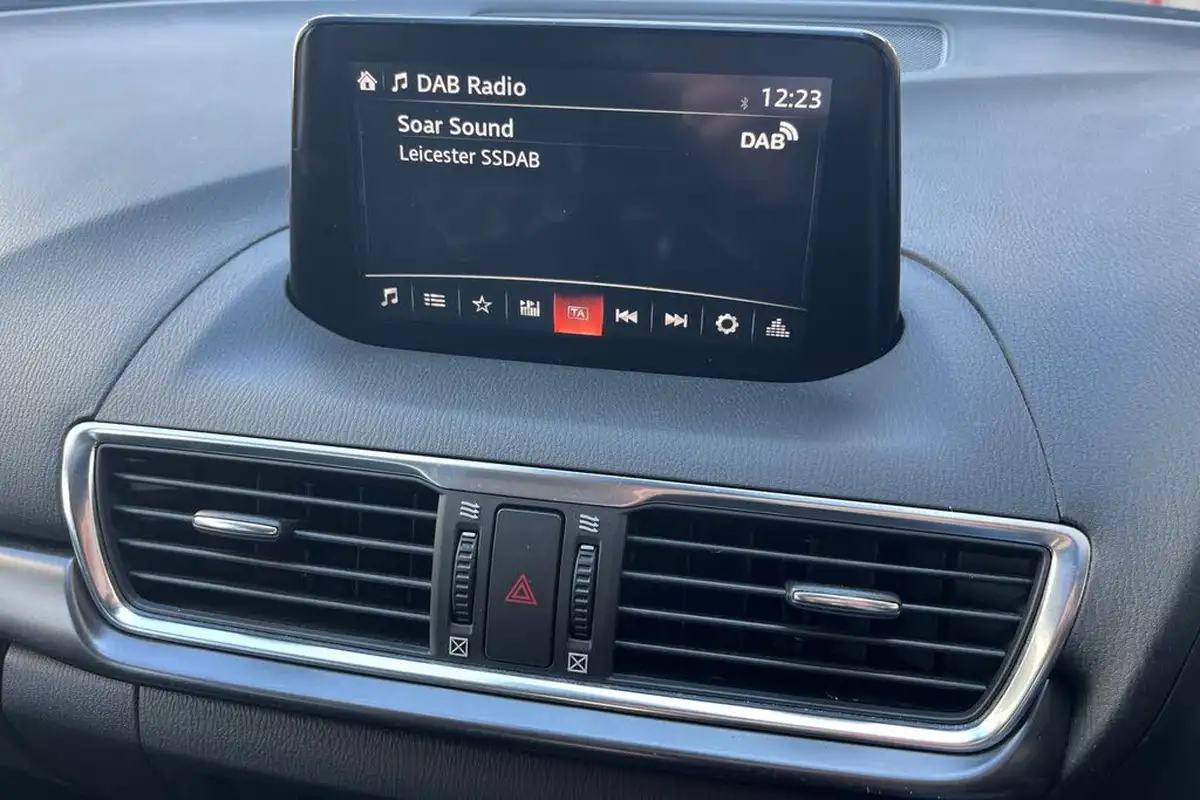 DAB Radio
12:23
Soar Sound
DAB
Leicester SSDAB
TA